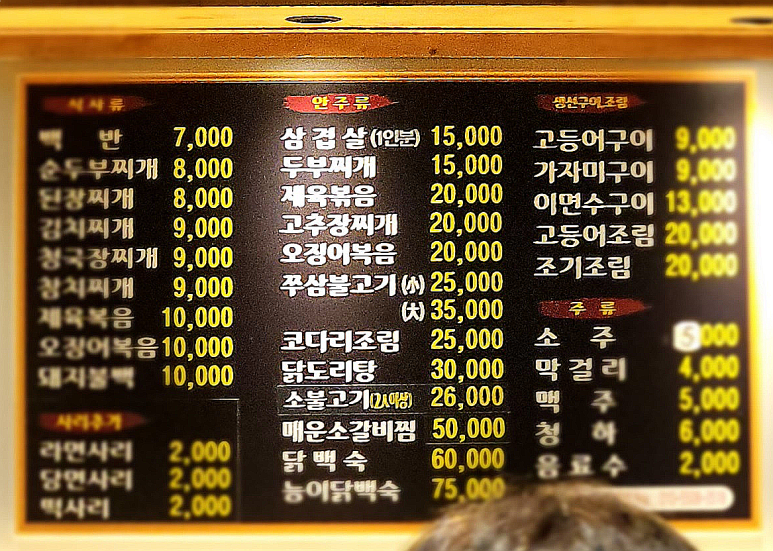 식사류
백 반 7,000
순두부찌개 8,000
된장찌개 8,000
김치찌개 9,000
청국장찌개 9,000
참치찌개 9,000
제육볶음 10,000
오징어볶음 10,000
돼지불백 10,000
사리추가
라면사리 2,000
당면사리 2,000
떡사리 2,000
안주류
삼겹살 (1인분) 15,000
두부찌개 15,000
제육볶음 20,000
고추장찌개 20,000
오징어볶음 20,000
쭈삼불고기 (小) 25,000
(大) 35,000
코다리조림 25,000
닭도리탕 30,000
소불고기 (2人이상) 26,000
매운소갈비찜 50,000
닭백숙 60,000
능이닭백숙 75,000
생선구이,조림
고등어구이 9,000
가자미구이 9,000
이면수구이 13,000
고등어조림 20,000
조기조림 20,000
주류
소 주 5,000
막걸리 4,000
맥 주 5,000
청 하 6,000
음료수 2,000